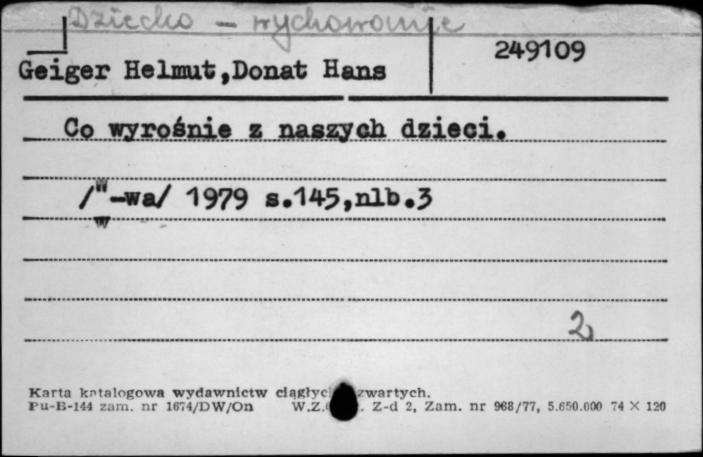 Dziecko - wychowanie
249109
Geiger Helmut,Donat Hans
Co wyrośnie z naszych dzieci.
/W-wa/ 1979 s.145,nlb.3
w
2
Karta katalogowa wydawnictw ciągłyc zwartych.
Pu-B-144 zam. nr 1674/DW/On W.Z. . Z-d 2, Zam. nr 968/77, 5.650.000 74 X 120